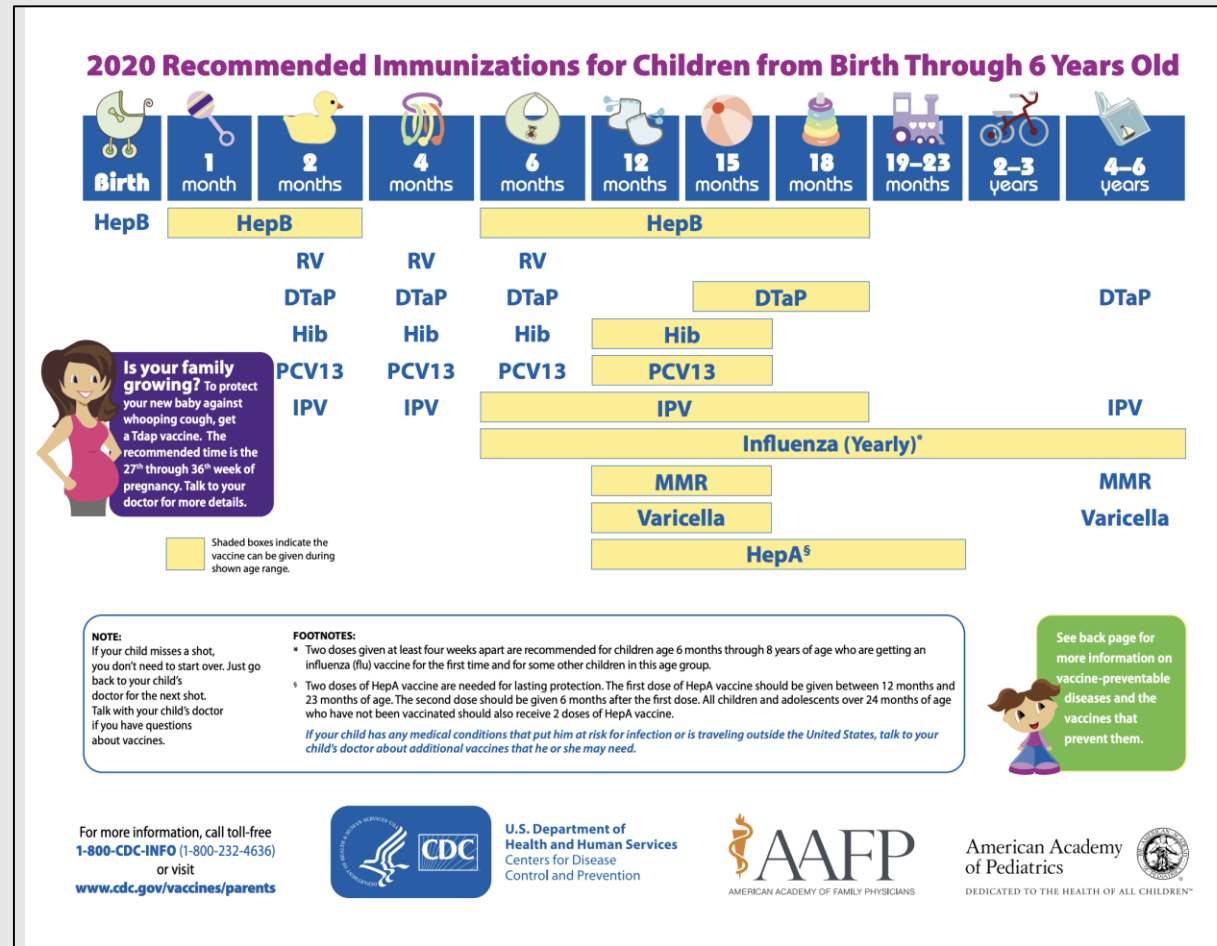 2020 Recommended Immunizations for Children from Birth Through 6 Years Old
Birth
1 month
2 months
4 months
6 months
12 months
15 months
18 months
19–23 months
2–3 years
4–6 years
HepB HepB HepB
RV RV RV
DTaP DTaP DTaP DTaP DTaP
Hib Hib Hib Hib
PCV13 PCV13 PCV13 PCV13
IPV IPV IPV IPV
Influenza (Yearly)*
MMR MMR
Varicella Varicella
HepA§
Is your family
growing? To protect
your new baby against
whooping cough, get
a Tdap vaccine. The
recommended time is the
27th through 36th week of
pregnancy. Talk to your
doctor for more details.
Shaded boxes indicate the
vaccine can be given during
shown age range.
NOTE:
If your child misses a shot,
you don’t need to start over. Just go
back to your child’s
doctor for the next shot.
Talk with your child’s doctor
if you have questions
about vaccines.
FOOTNOTES:
* Two doses given at least four weeks apart are recommended for children age 6 months through 8 years of age who are getting an
influenza (flu) vaccine for the first time and for some other children in this age group.
§ Two doses of HepA vaccine are needed for lasting protection. The first dose of HepA vaccine should be given between 12 months and
23 months of age. The second dose should be given 6 months after the first dose. All children and adolescents over 24 months of age
who have not been vaccinated should also receive 2 doses of HepA vaccine.
If your child has any medical conditions that put him at risk for infection or is traveling outside the United States, talk to your
child’s doctor about additional vaccines that he or she may need.
See back page for
more information on
vaccine-preventable
diseases and the
vaccines that
prevent them.
For more information, call toll-free
1-800-CDC-INFO (1-800-232-4636)
or visit
www.cdc.gov/vaccines/parents
CDC
U.S. Department of
Health and Human Services
Centers for Disease
Control and Prevention
AAFP
AMERICAN ACADEMY OF FAMILY PHYSICIANS
American Academy
of Pediatrics
DEDICATED TO THE HEALTH OF ALL CHILDREN™